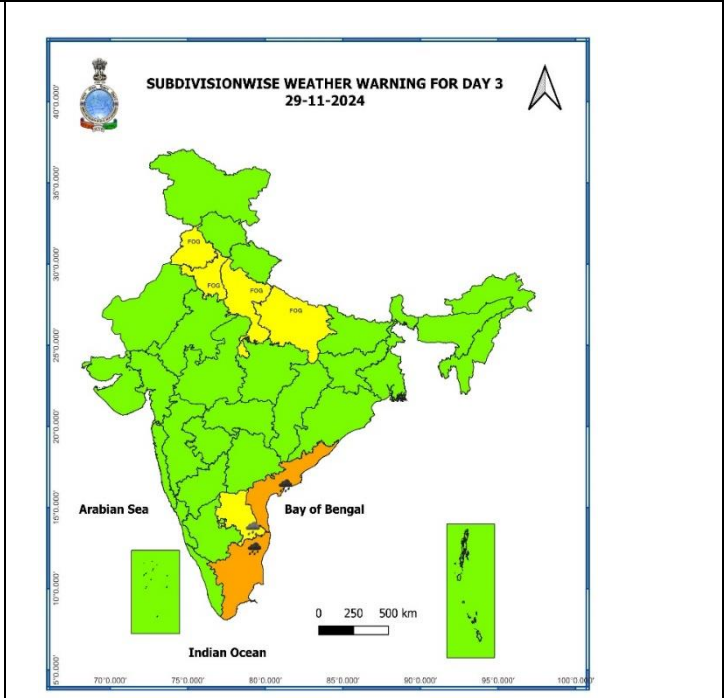 SUBDIVISIONWISE WEATHER WARNING FOR DAY 3
29-11-2024
40°0.000'
35°0.000'
30°0.000'
25°0.000'
20°0.000'
15°0.000'
10°0.000'
5°0.000'
FOG
FOG
FOG
FOG
Arabian Sea
Bay of Bengal
0 250 500 km
Indian Ocean
70°0.000' 75°0.000' 80°0.000' 85°0.000' 90°0.000' 95°0.000' 100°0.000'